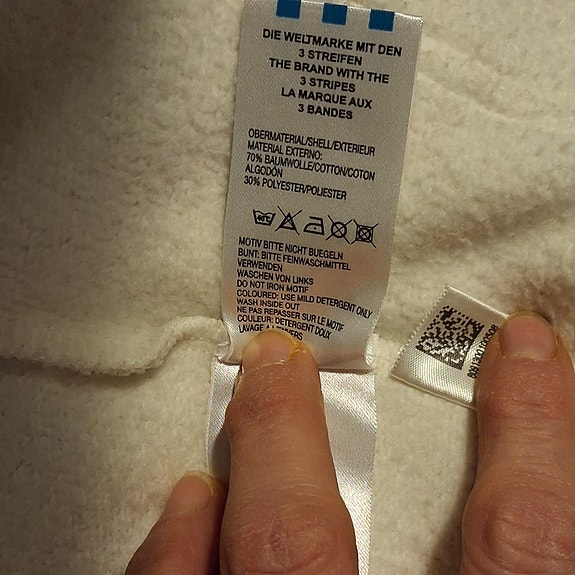 DIE WELTMARKE MIT DEN
3 STREIFEN
THE BRAND WITH THE
3 STRIPES
LA MARQUE AUX
3 BANDES
OBERMATERIAL/SHELL/EXTERIEUR
MATERIAL EXTERNO:
70% BAUMWOLLE/COTTON/COTON
ALGODÓN
30% POLYESTER/POLIESTER
40°C
MOTIV BITTE NICHT BUEGELN
BUNT: BITTE FEINWASCHMITTEL
VERWENDEN
WASCHEN VON LINKS
DO NOT IRON MOTIF
COLOURED: USE MILD DETERGENT ONLY
WASH INSIDE OUT
NE PAS REPASSER SUR LE MOTIF
COULEUR: DETERGENT DOUX
LAVAGE A